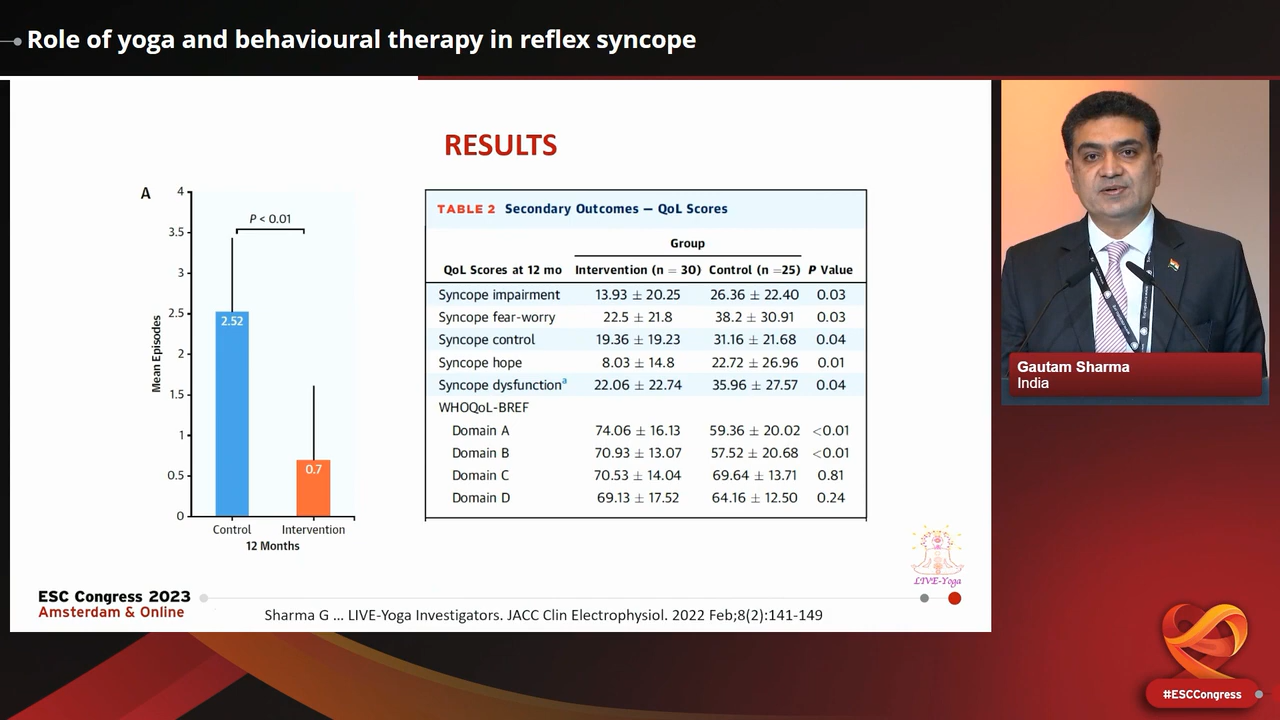 Role of yoga and behavioural therapy in reflex syncope
RESULTS
A
4
3.5
3
2.5
2
1.5
1
0.5
0
Mean Episodes
P < 0.01
2.52
0.7
Control Intervention
12 Months
TABLE 2 Secondary Outcomes — QoL Scores
Group
QoL Scores at 12 mo Intervention (n = 30) Control (n =25) P Value
Syncope impairment 13.93 ± 20.25 26.36 ± 22.40 0.03
Syncope fear-worry 22.5 ± 21.8 38.2 ± 30.91 0.03
Syncope control 19.36 ± 19.23 31.16 ± 21.68 0.04
Syncope hope 8.03 ± 14.8 22.72 ± 26.96 0.01
Syncope dysfunctionᵃ 22.06 ± 22.74 35.96 ± 27.57 0.04
WHOQoL-BREF
Domain A 74.06 ± 16.13 59.36 ± 20.02 <0.01
Domain B 70.93 ± 13.07 57.52 ± 20.68 <0.01
Domain C 70.53 ± 14.04 69.64 ± 13.71 0.81
Domain D 69.13 ± 17.52 64.16 ± 12.50 0.24
LIVE-Yoga
ESC Congress 2023
Amsterdam & Online
Sharma G ... LIVE-Yoga Investigators. JACC Clin Electrophysiol. 2022 Feb;8(2):141-149
Gautam Sharma
India
#ESCCongress